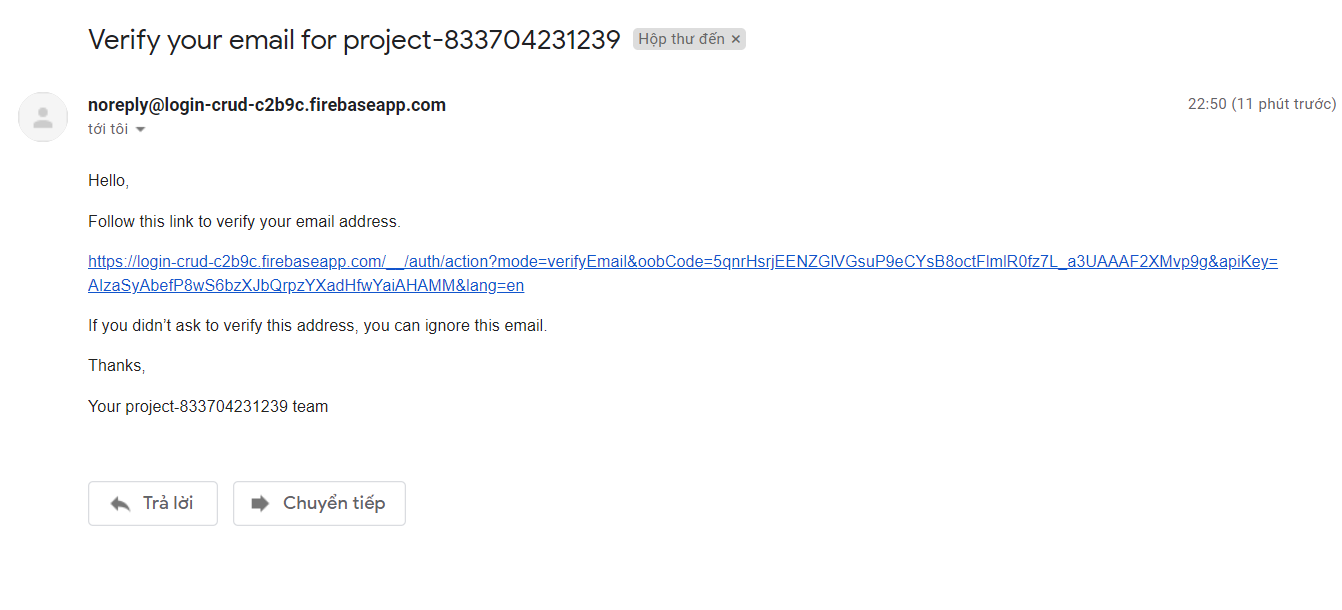 Verify your email for project-833704231239 Hộp thư đến ×
noreply@login-crud-c2b9c.firebaseapp.com 22:50 (11 phút trước)
tới tôi
Hello,
Follow this link to verify your email address.
https://login-crud-c2b9c.firebaseapp.com/__/auth/action?mode=verifyEmail&oobCode=5qnrHsrjEENZGlVGsuP9eCYsB8octFlmlR0fz7L_a3UAAAF2XMvp9g&apiKey=
AIzaSyAbefP8wS6bzXJbQrpzYXadHfwYaiAHAMM&lang=en
If you didn’t ask to verify this address, you can ignore this email.
Thanks,
Your project-833704231239 team
Trả lời Chuyển tiếp